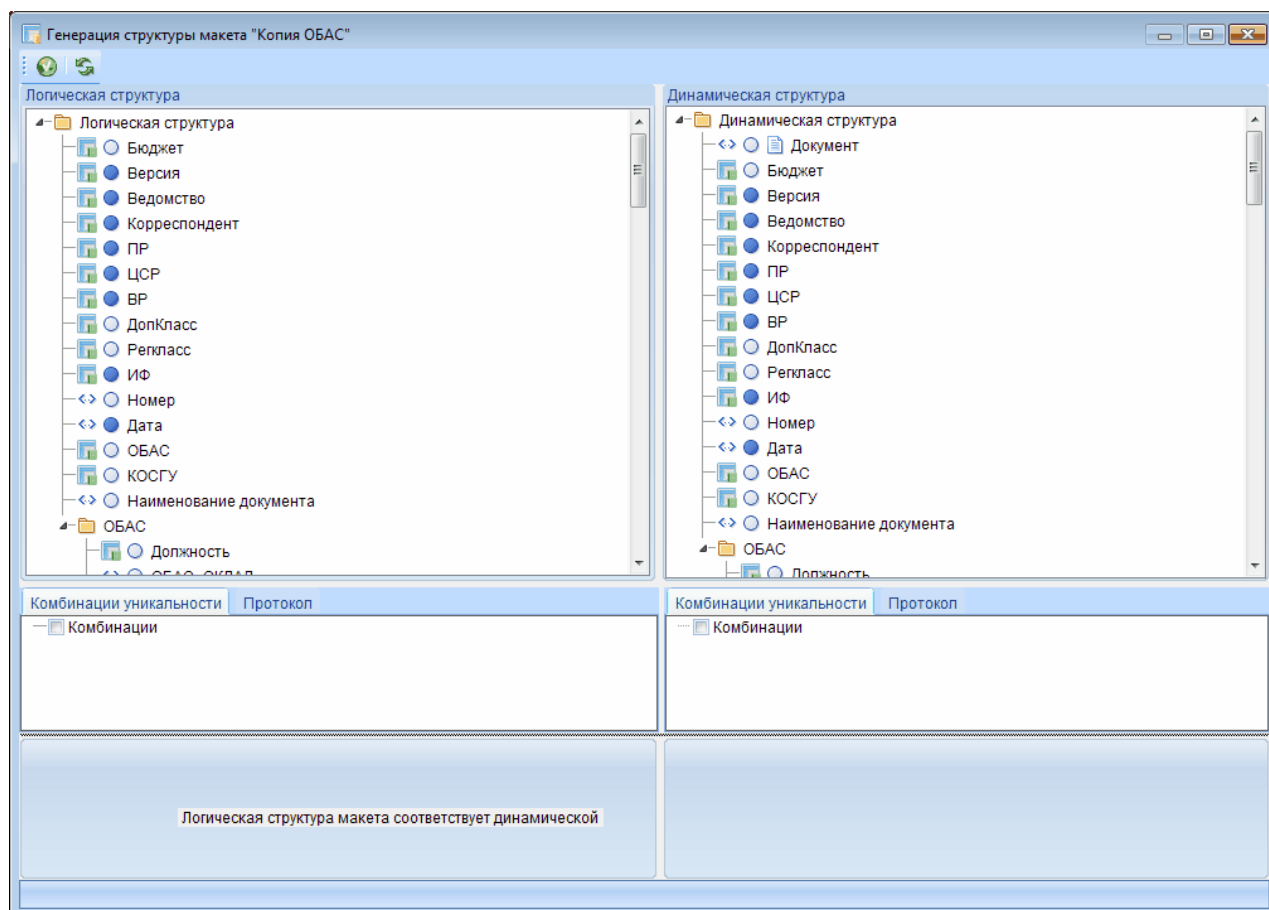 Генерация структуры макета "Копия ОБАС"
Логическая структура
Логическая структура
Бюджет
Версия
Ведомство
Корреспондент
ПР
ЦСР
ВР
ДопКласс
Регкласс
ИФ
Номер
Дата
ОБАС
КОСГУ
Наименование документа
ОБАС
Должность
Динамическая структура
Динамическая структура
Документ
Бюджет
Версия
Ведомство
Корреспондент
ПР
ЦСР
ВР
ДопКласс
Регкласс
ИФ
Номер
Дата
ОБАС
КОСГУ
Наименование документа
ОБАС
Должность
Комбинации уникальности Протокол
Комбинации
Комбинации уникальности Протокол
Комбинации
Логическая структура макета соответствует динамической